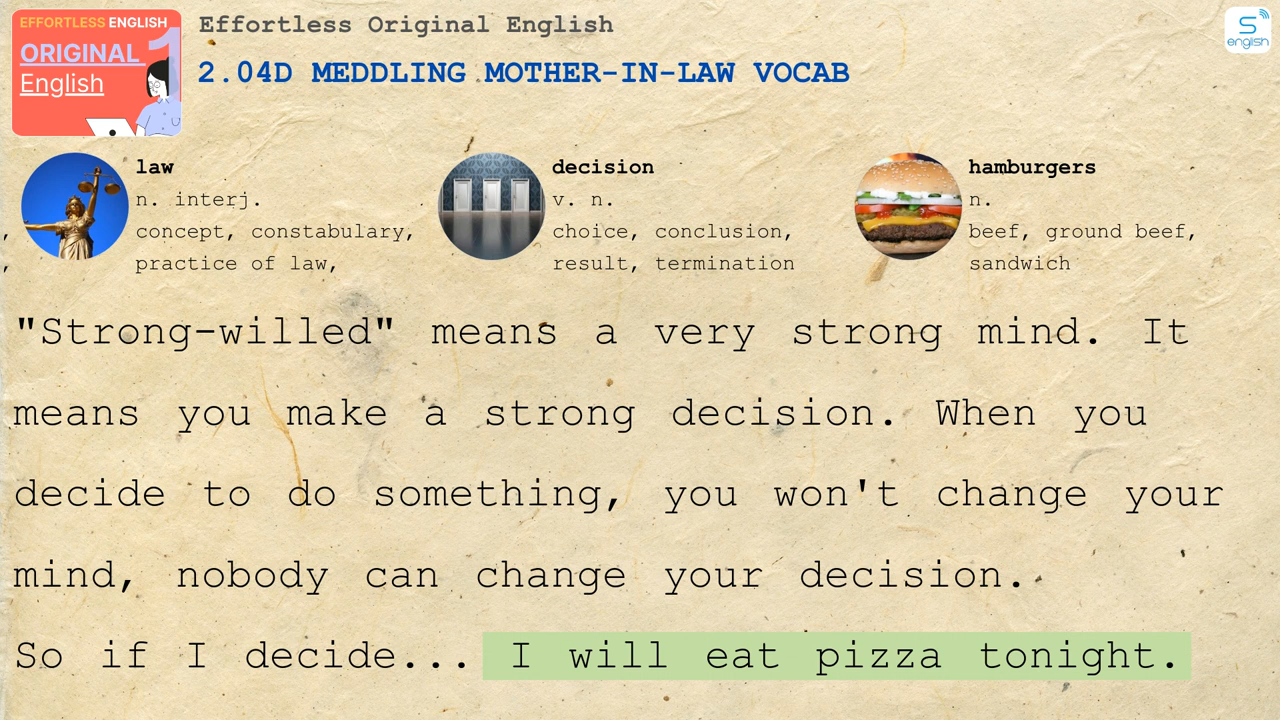 EFFORTLESS ENGLISH
ORIGINAL 1
English
Effortless Original English
2.04D MEDDLING MOTHER-IN-LAW VOCAB
S
english
law
n. interj.
concept, constabulary,
practice of law,
decision
v. n.
choice, conclusion,
result, termination
hamburgers
n.
beef, ground beef,
sandwich
"Strong-willed" means a very strong mind. It
means you make a strong decision. When you
decide to do something, you won't change your
mind, nobody can change your decision.
So if I decide... I will eat pizza tonight.